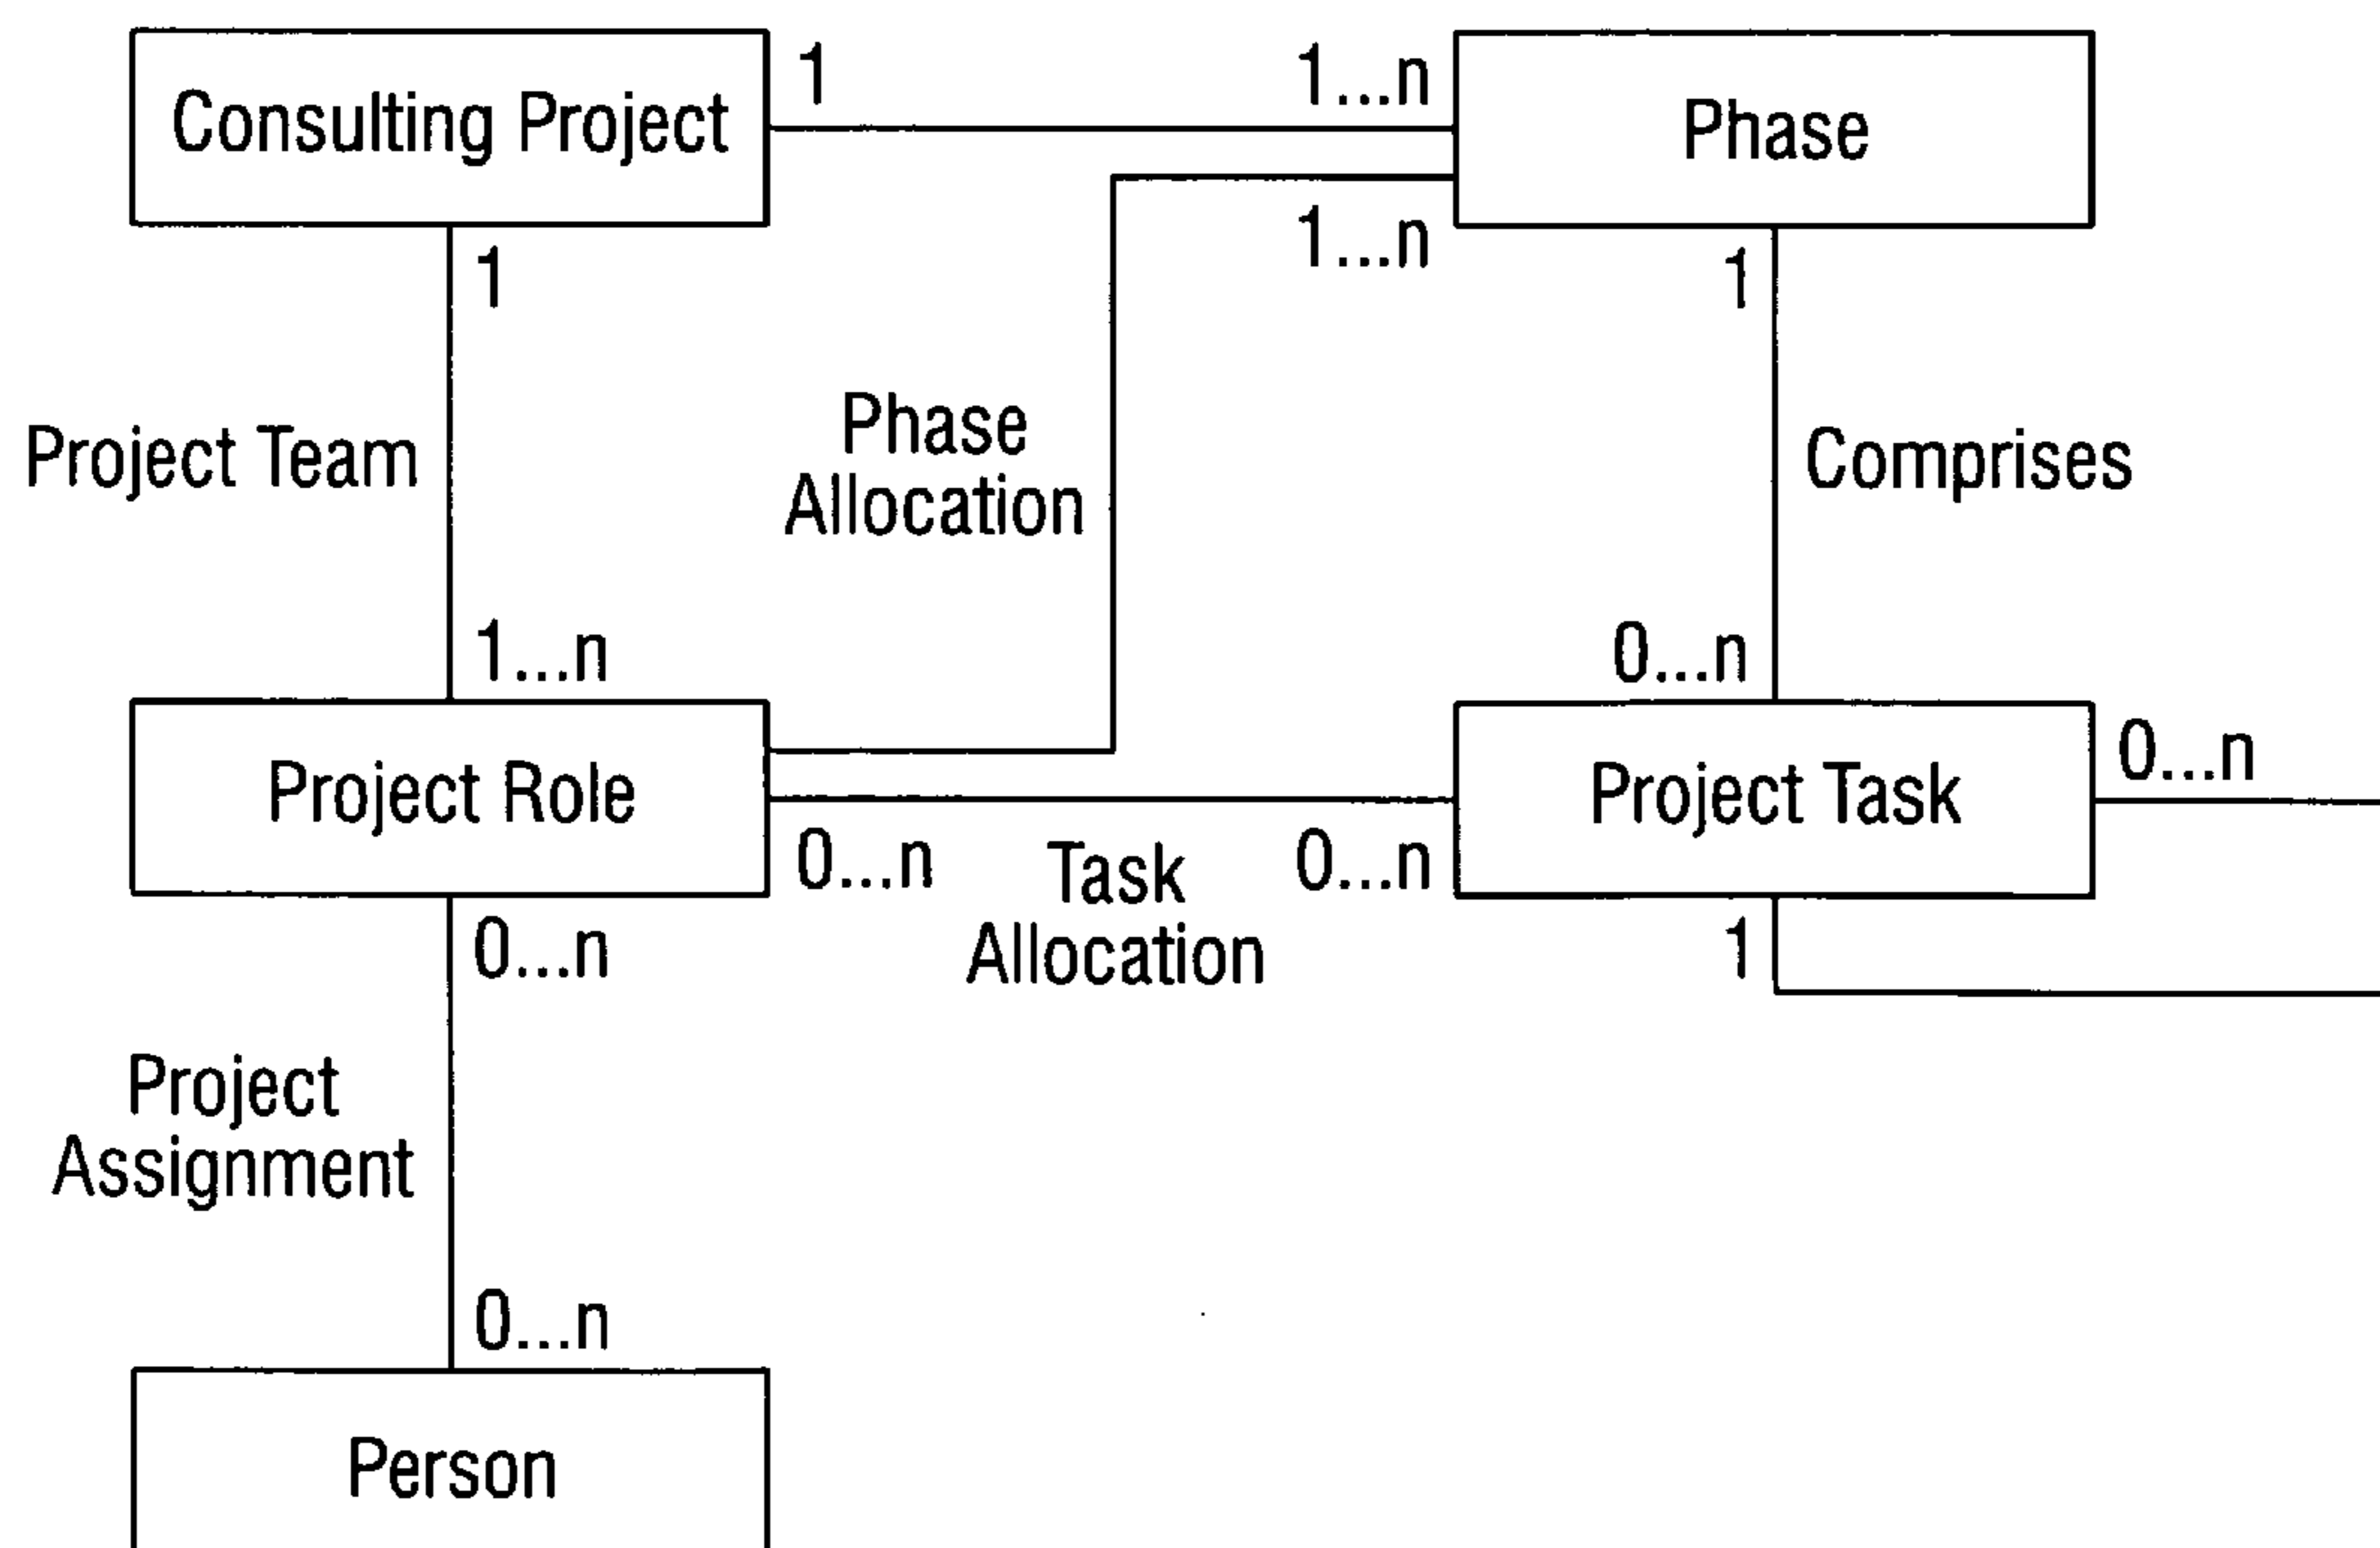 Consulting Project
1
1...n
Phase
1...n
1
1
Project Team
Phase
Allocation
Comprises
1...n
0...n
Project Role
Project Task
0...n
0...n
Task
Allocation
0...n
0...n
1
Project
Assignment
0...n
Person